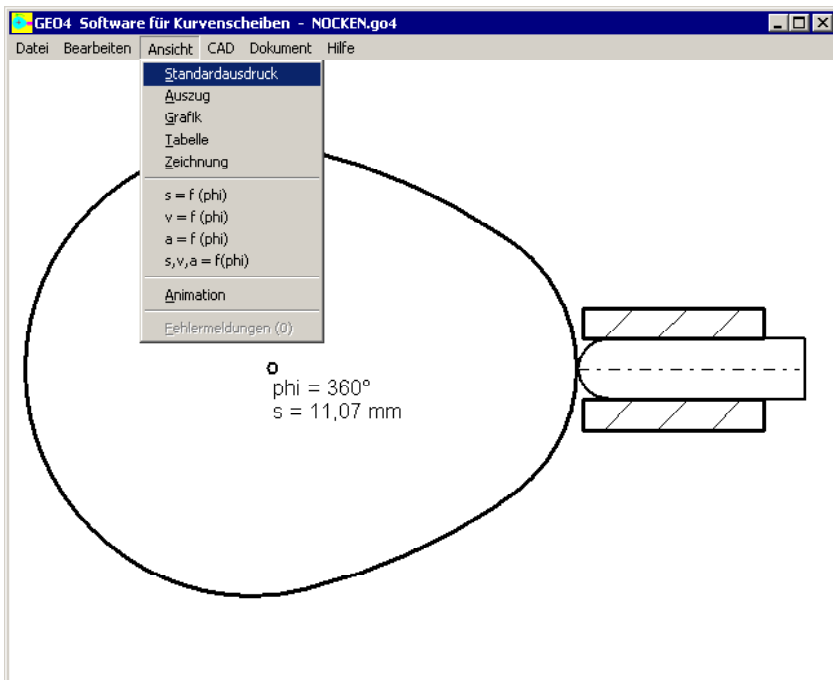 GEO4 Software für Kurvenscheiben - NOCKEN.go4
Datei Bearbeiten Ansicht CAD Dokument Hilfe
Standardausdruck
Auszug
Grafik
Tabelle
Zeichnung
s = f (phi)
v = f (phi)
a = f (phi)
s,v,a = f(phi)
Animation
Fehlermeldungen (0)
phi = 360°
s = 11,07 mm